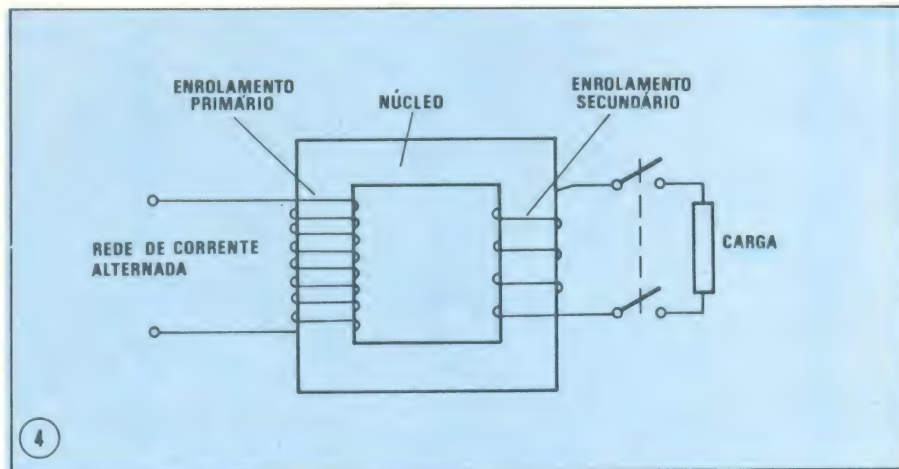 ENROLAMENTO
PRIMÁRIO
NÚCLEO
ENROLAMENTO
SECUNDÁRIO
REDE DE CORRENTE
ALTERNADA
CARGA
4